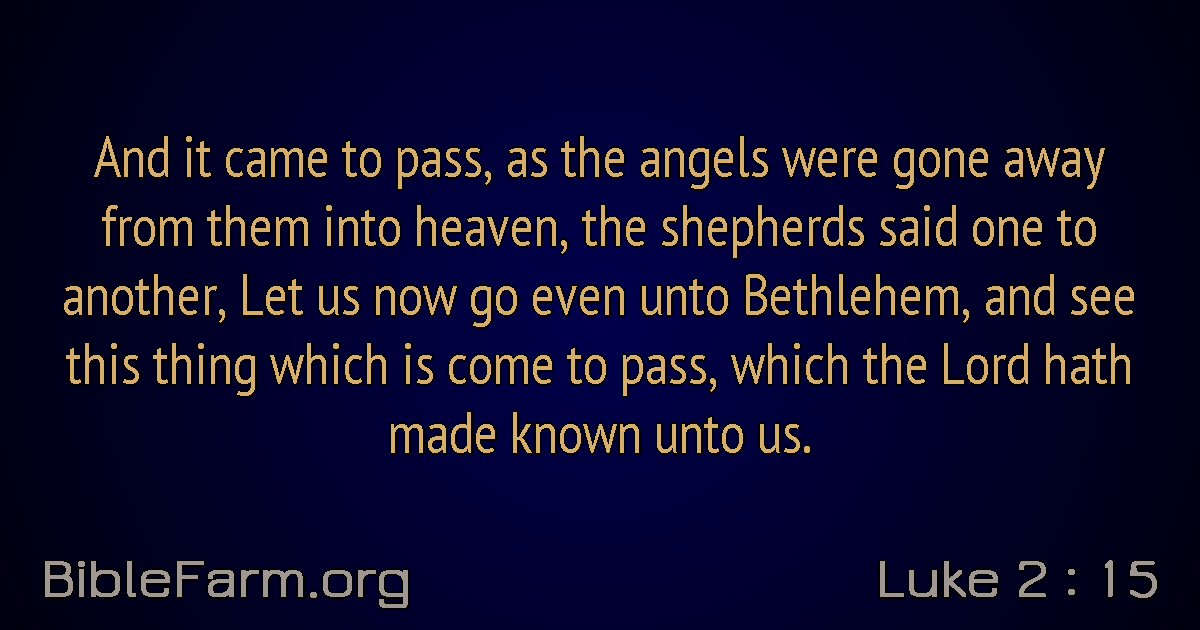 And it came to pass, as the angels were gone away
from them into heaven, the shepherds said one to
another, Let us now go even unto Bethlehem, and see
this thing which is come to pass, which the Lord hath
made known unto us.
BibleFarm.org
Luke 2 : 15